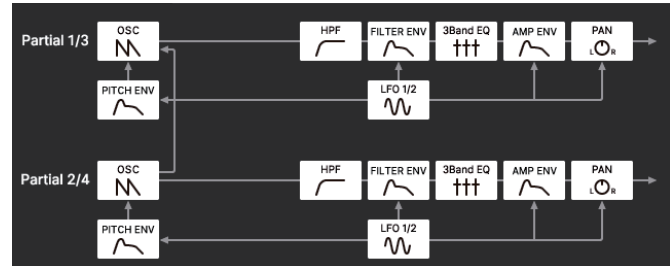 Partial 1/3
OSC
HPF
FILTER ENV
3Band EQ
AMP ENV
PAN
L R
PITCH ENV
LFO 1/2
Partial 2/4
OSC
HPF
FILTER ENV
3Band EQ
AMP ENV
PAN
L R
PITCH ENV
LFO 1/2